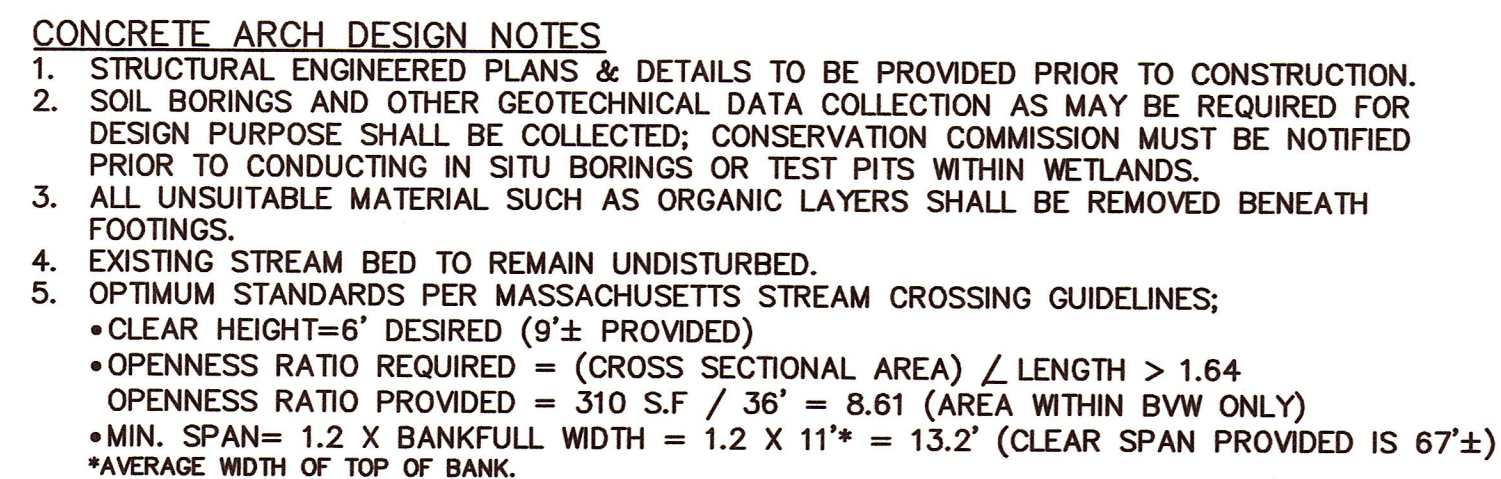 CONCRETE ARCH DESIGN NOTES
1. STRUCTURAL ENGINEERED PLANS & DETAILS TO BE PROVIDED PRIOR TO CONSTRUCTION.
2. SOIL BORINGS AND OTHER GEOTECHNICAL DATA COLLECTION AS MAY BE REQUIRED FOR
DESIGN PURPOSE SHALL BE COLLECTED; CONSERVATION COMMISSION MUST BE NOTIFIED
PRIOR TO CONDUCTING IN SITU BORINGS OR TEST PITS WITHIN WETLANDS.
3. ALL UNSUITABLE MATERIAL SUCH AS ORGANIC LAYERS SHALL BE REMOVED BENEATH
FOOTINGS.
4. EXISTING STREAM BED TO REMAIN UNDISTURBED.
5. OPTIMUM STANDARDS PER MASSACHUSETTS STREAM CROSSING GUIDELINES;
•CLEAR HEIGHT=6' DESIRED (9'± PROVIDED)
•OPENNESS RATIO REQUIRED = (CROSS SECTIONAL AREA) ∠ LENGTH > 1.64
OPENNESS RATIO PROVIDED = 310 S.F / 36' = 8.61 (AREA WITHIN BVW ONLY)
•MIN. SPAN= 1.2 X BANKFULL WIDTH = 1.2 X 11'* = 13.2' (CLEAR SPAN PROVIDED IS 67'±)
*AVERAGE WIDTH OF TOP OF BANK.